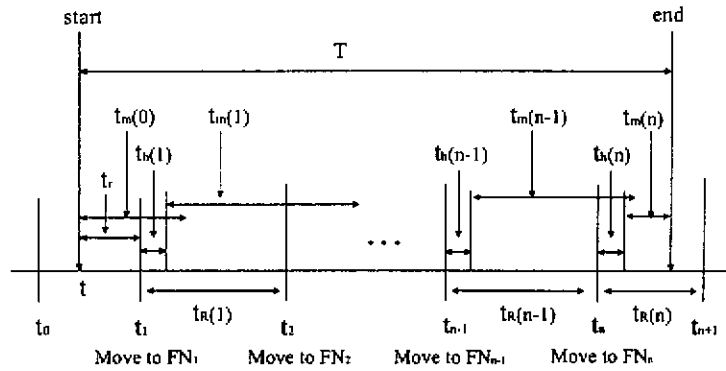 start
end
T
tm(0)
tm(1)
tm(n-1)
tm(n)
th(1)
th(n-1)
th(n)
tr
...
t
tR(1)
tR(n-1)
tR(n)
t0
t1
t2
tn-1
tn
tn+1
Move to FN1
Move to FN2
Move to FNn-1
Move to FNn